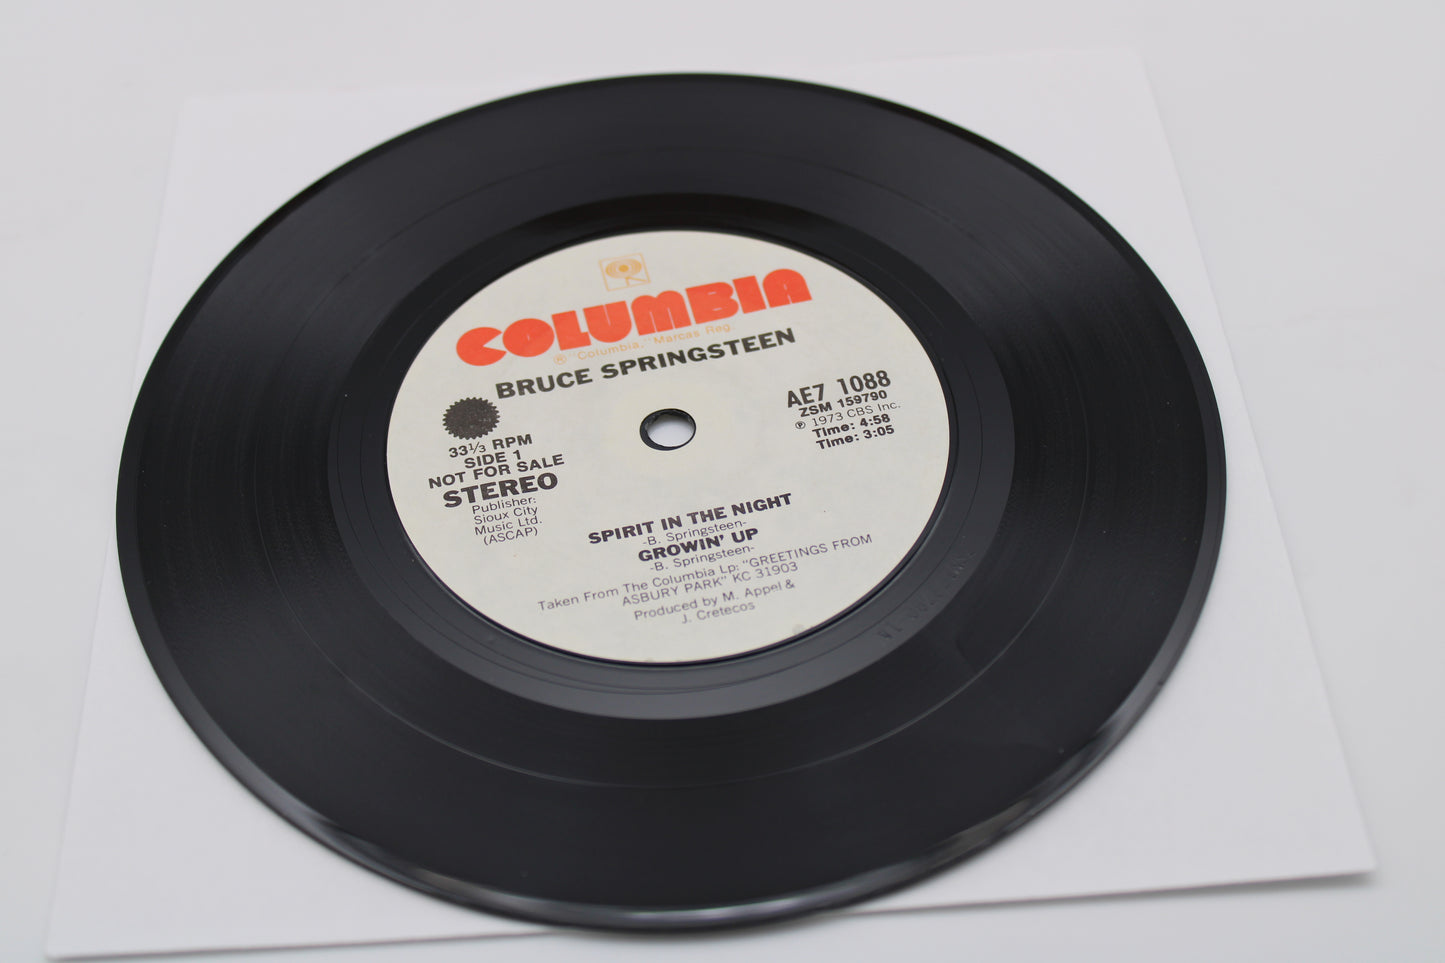 COLUMBIA
® "Columbia," Marcas Reg.
BRUCE SPRINGSTEEN
33⅓ RPM
SIDE 1
NOT FOR SALE
STEREO
Publisher:
Sioux City
Music Ltd.
(ASCAP)
AE7 1088
ZSM 159790
℗ 1973 CBS Inc.
Time: 4:58
Time: 3:05
SPIRIT IN THE NIGHT
-B. Springsteen-
GROWIN' UP
-B. Springsteen-
Taken From The Columbia Lp: "GREETINGS FROM
ASBURY PARK" KC 31903
Produced by M. Appel &
J. Cretecos